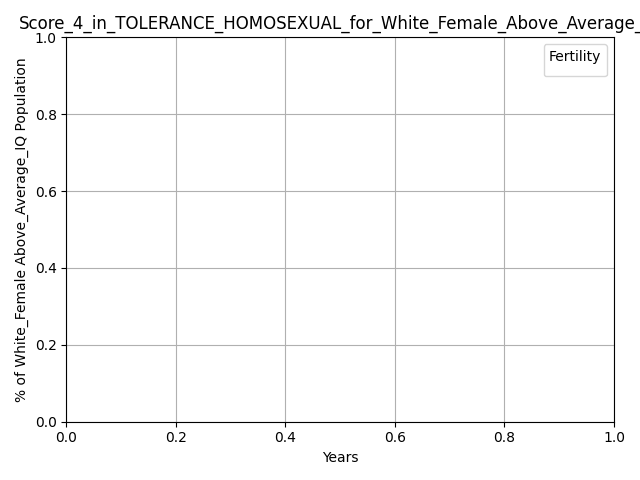 Score_4_in_TOLERANCE_HOMOSEXUAL_for_White_Female_Above_Average_
Fertility
% of White_Female Above_Average_IQ Population
1.0
0.8
0.6
0.4
0.2
0.0
0.0 0.2 0.4 0.6 0.8 1.0
Years